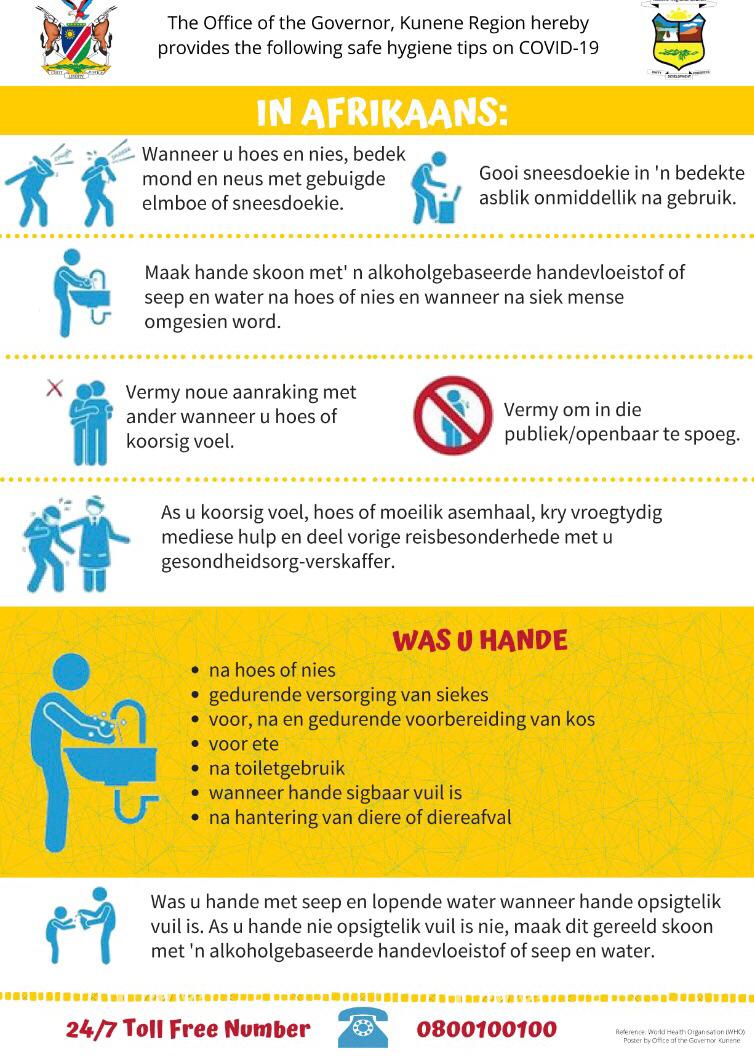 The Office of the Governor, Kunene Region hereby
provides the following safe hygiene tips on COVID-19
IN AFRIKAANS:
Wanneer u hoes en nies, bedek
mond en neus met gebuigde
elmboe of sneesdoekie.
Gooi sneesdoekie in 'n bedekte
asblik onmiddellik na gebruik.
Maak hande skoon met' n alkoholgebaseerde handevloeistof of
seep en water na hoes of nies en wanneer na siek mense
omgesien word.
Vermy noue aanraking met
ander wanneer u hoes of
koorsig voel.
Vermy om in die
publiek/openbaar te spoeg.
As u koorsig voel, hoes of moeilik asemhaal, kry vroegtydig
mediese hulp en deel vorige reisbesonderhede met u
gesondheidsorg-verskaffer.
WAS U HANDE
• na hoes of nies
• gedurende versorging van siekes
• voor, na en gedurende voorbereiding van kos
• voor ete
• na toiletgebruik
• wanneer hande sigbaar vuil is
• na hantering van diere of diereafval
Was u hande met seep en lopende water wanneer hande opsigtelik
vuil is. As u hande nie opsigtelik vuil is nie, maak dit gereeld skoon
met 'n alkoholgebaseerde handevloeistof of seep en water.
24/7 Toll Free Number
0800100100
Reference: World Health Organisation (WHO)
Poster by Office of the Governor Kunene